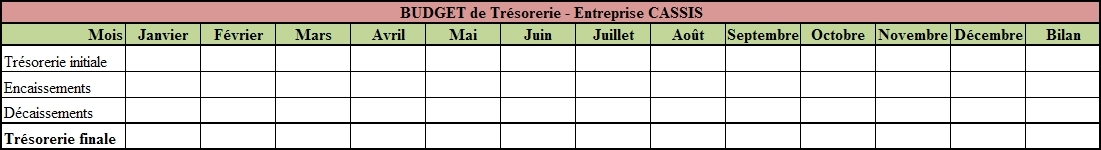 BUDGET de Trésorerie - Entreprise CASSIS
Mois Janvier Février Mars Avril Mai Juin Juillet Août Septembre Octobre Novembre Décembre Bilan
Trésorerie initiale
Encaissements
Décaissements
Trésorerie finale